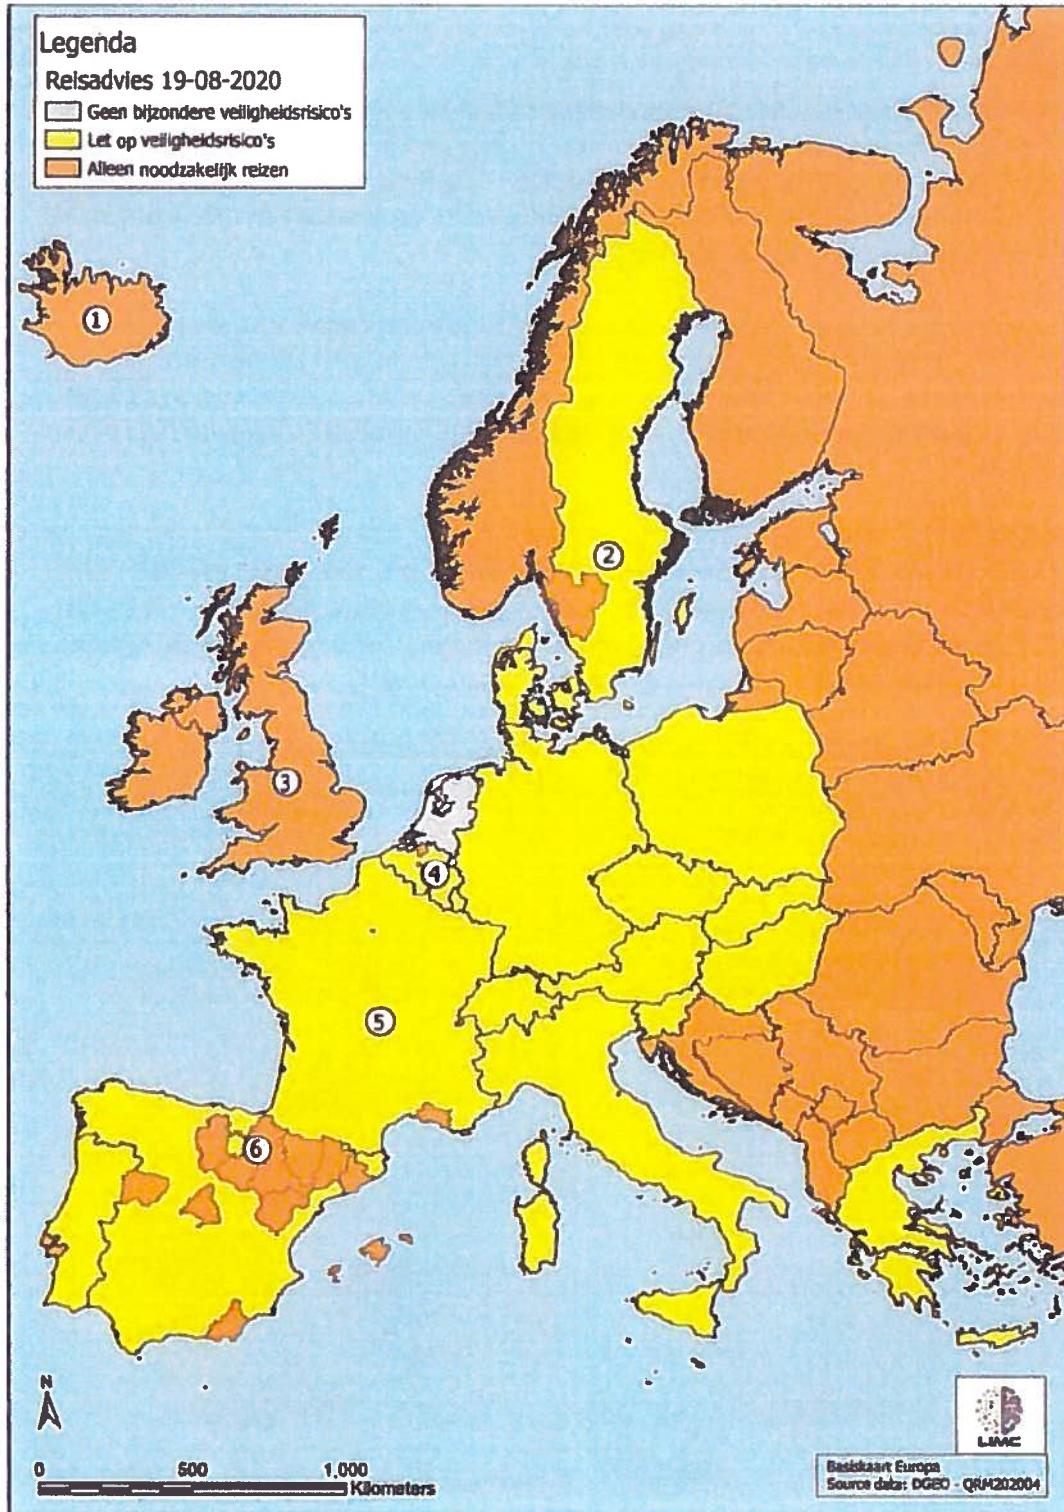 Legenda
Reisadvies 19-08-2020
Geen bijzondere veiligheidsrisico's
Let op veiligheidsrisico's
Alleen noodzakelijk reizen
1
2
3
4
5
6
N
0 500 1,000
Kilometers
LIMC
Basiskaart Europa
Source data: DGEO - QRM202004